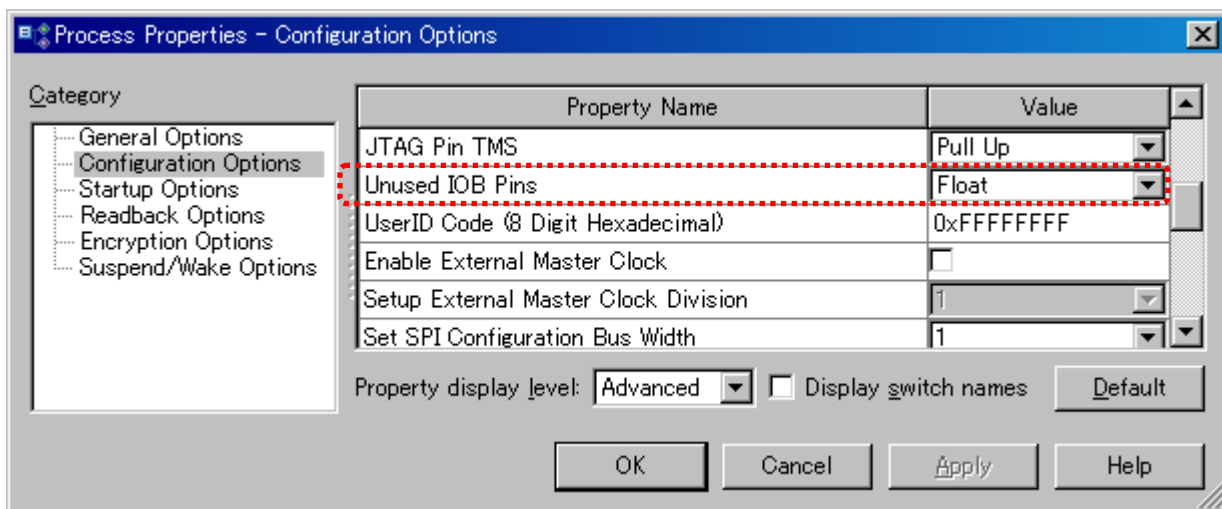 Process Properties - Configuration Options
Category
General Options
Configuration Options
Startup Options
Readback Options
Encryption Options
Suspend/Wake Options
Property Name Value
JTAG Pin TMS Pull Up
Unused IOB Pins Float
UserID Code (8 Digit Hexadecimal) 0xFFFFFFFF
Enable External Master Clock
Setup External Master Clock Division 1
Set SPI Configuration Bus Width 1
Property display level: Advanced Display switch names Default
OK Cancel Apply Help